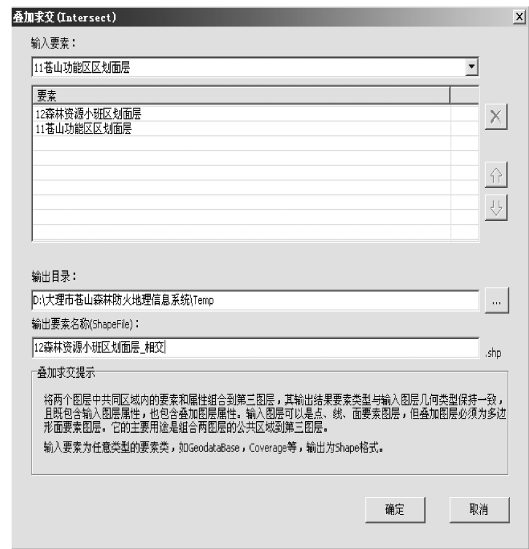 叠加求交(Intersect)
输入要素：
11苍山功能区区划面层
要素
12森林资源小班区划面层
11苍山功能区区划面层
输出目录：
D:\大理市苍山森林防火地理信息系统\Temp
...
输出要素名称(ShapeFile)：
12森林资源小班区划面层_相交
.shp
叠加求交提示
将两个图层中共同区域内的要素和属性组合到第三图层，其输出结果要素类型与输入图层几何类型保持一致，
且既包含输入图层属性，也包含叠加图层属性。输入图层可以是点、线、面要素图层，但叠加图层必须为多边
形面要素图层。它的主要用途是组合两图层的公共区域到第三图层。
输入要素为任意类型的要素类，如GeodataBase，Coverage等，输出为Shape格式。
确定
取消